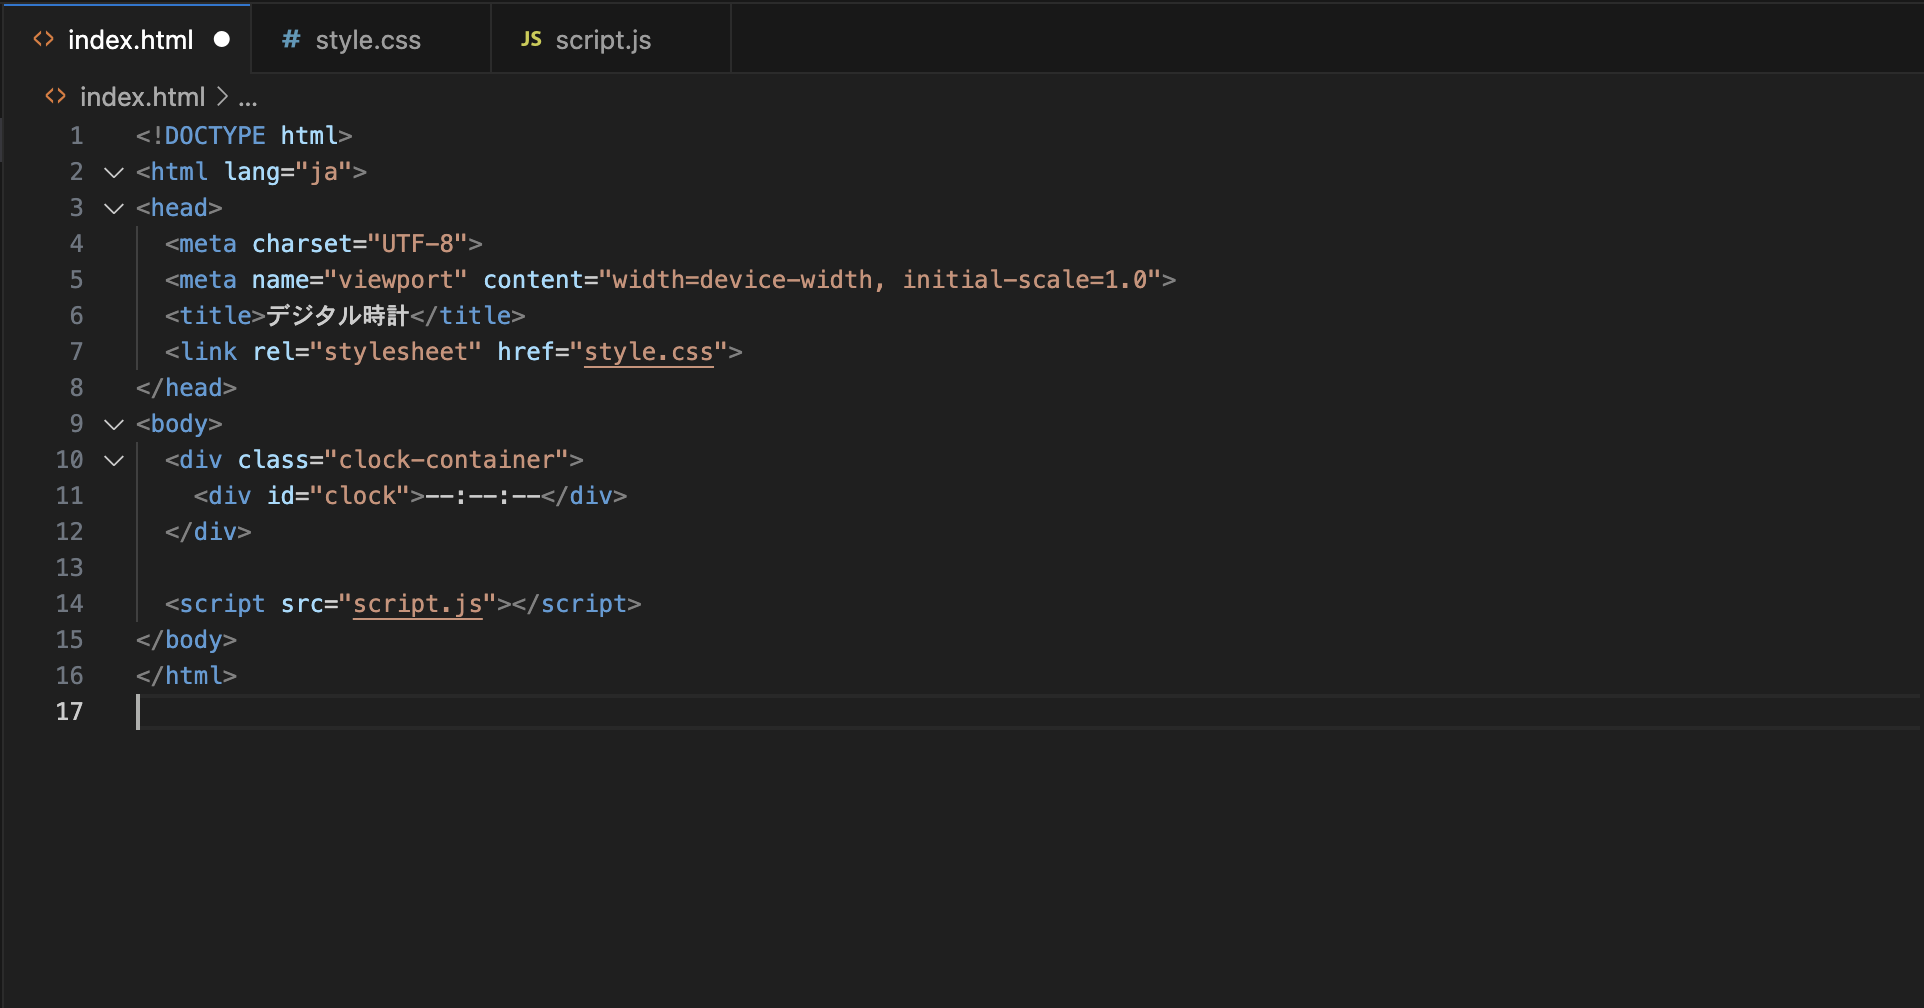 index.html
style.css
JS script.js
index.html > ...
1 <!DOCTYPE html>
2 <html lang="ja">
3 <head>
4   <meta charset="UTF-8">
5   <meta name="viewport" content="width=device-width, initial-scale=1.0">
6   <title>デジタル時計</title>
7   <link rel="stylesheet" href="style.css">
8 </head>
9 <body>
10   <div class="clock-container">
11     <div id="clock">--:--:--</div>
12   </div>
13
14   <script src="script.js"></script>
15 </body>
16 </html>
17